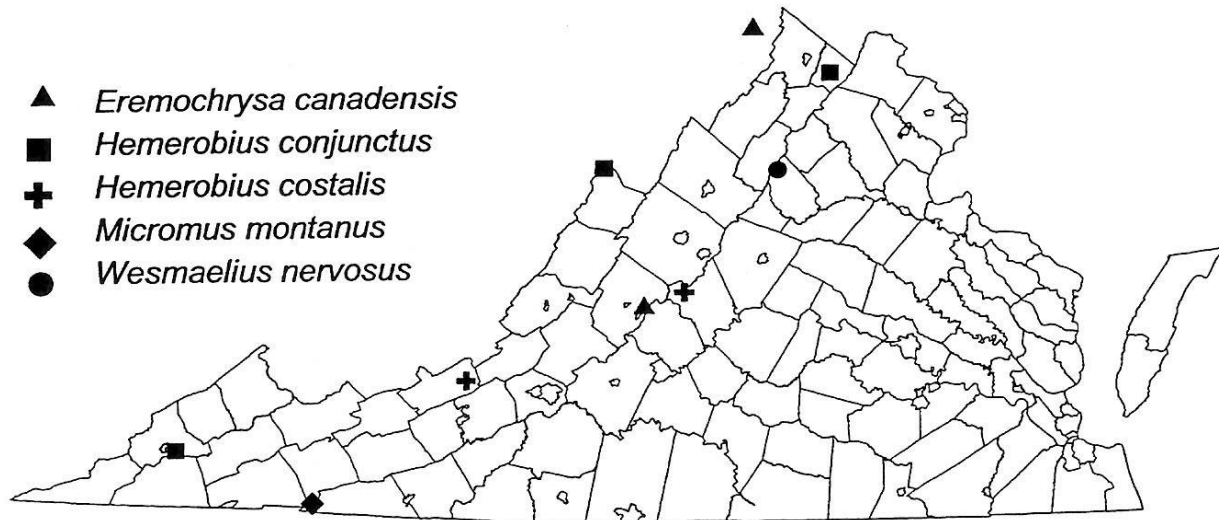 Eremochrysa canadensis
Hemerobius conjunctus
Hemerobius costalis
Micromus montanus
Wesmaelius nervosus